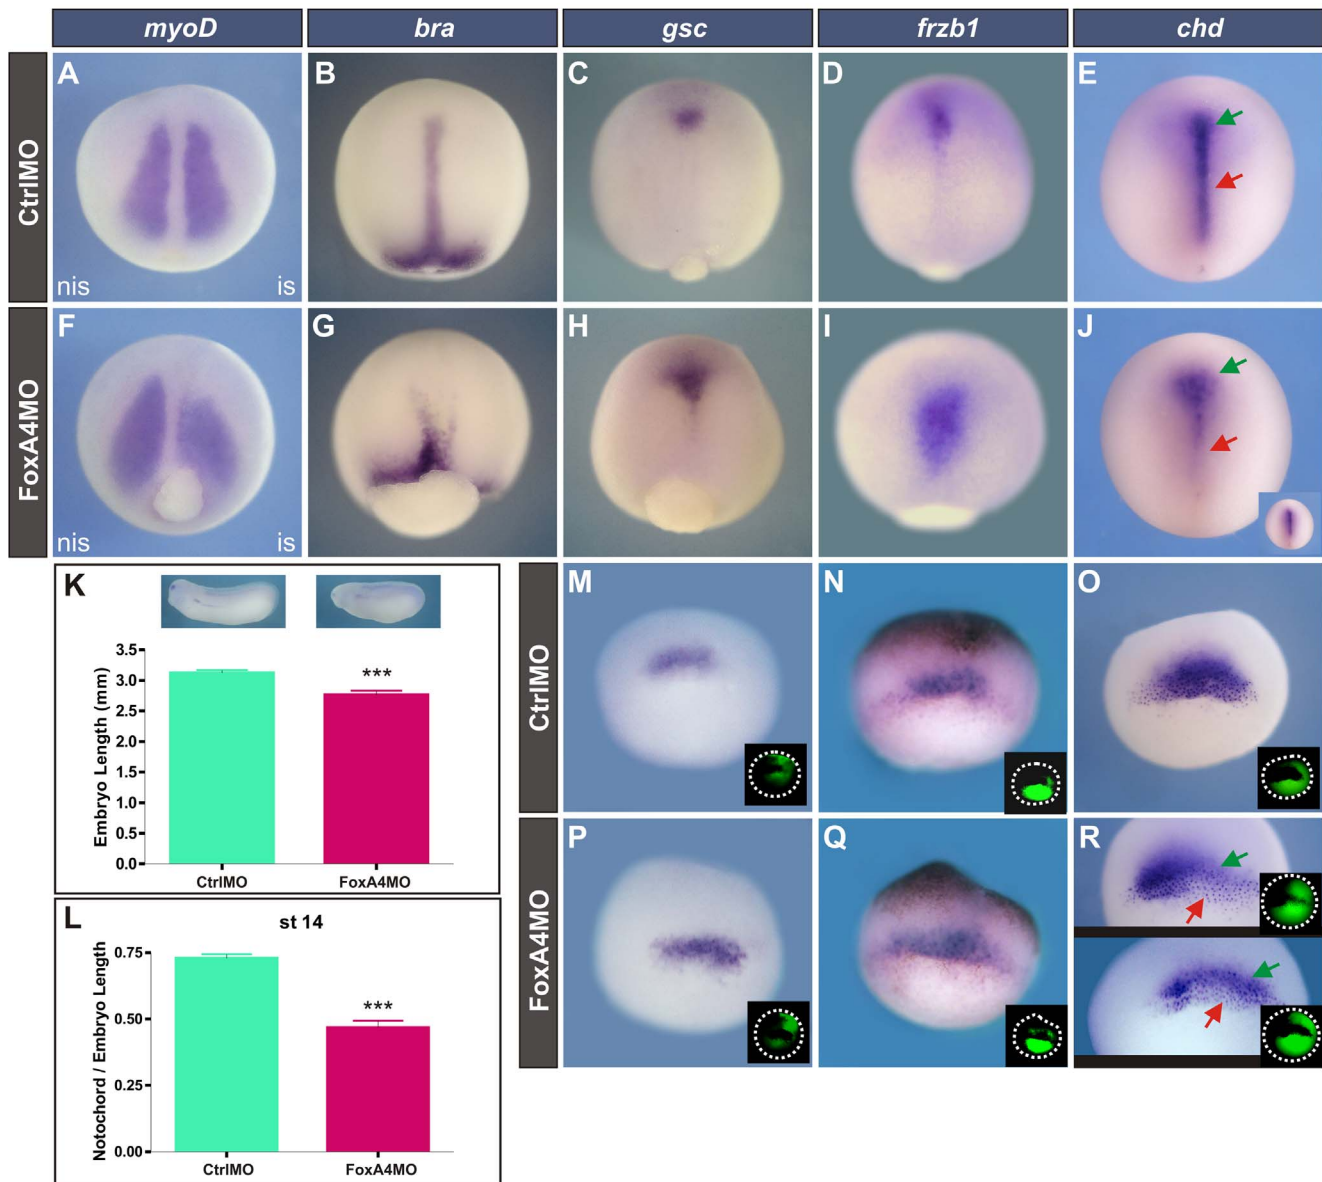 myoD bra gsc frzb1 chd
CtrlMO
A B C D E
nis is
FoxA4MO
F G H I J
nis is
K
3.5
3.0
2.5
2.0
1.5
1.0
0.5
0.0
Embryo Length (mm)
***
CtrlMO FoxA4MO
L
st 14
0.75
0.50
0.25
0.00
Notochord / Embryo Length
***
CtrlMO FoxA4MO
CtrlMO
M N O
FoxA4MO
P Q R